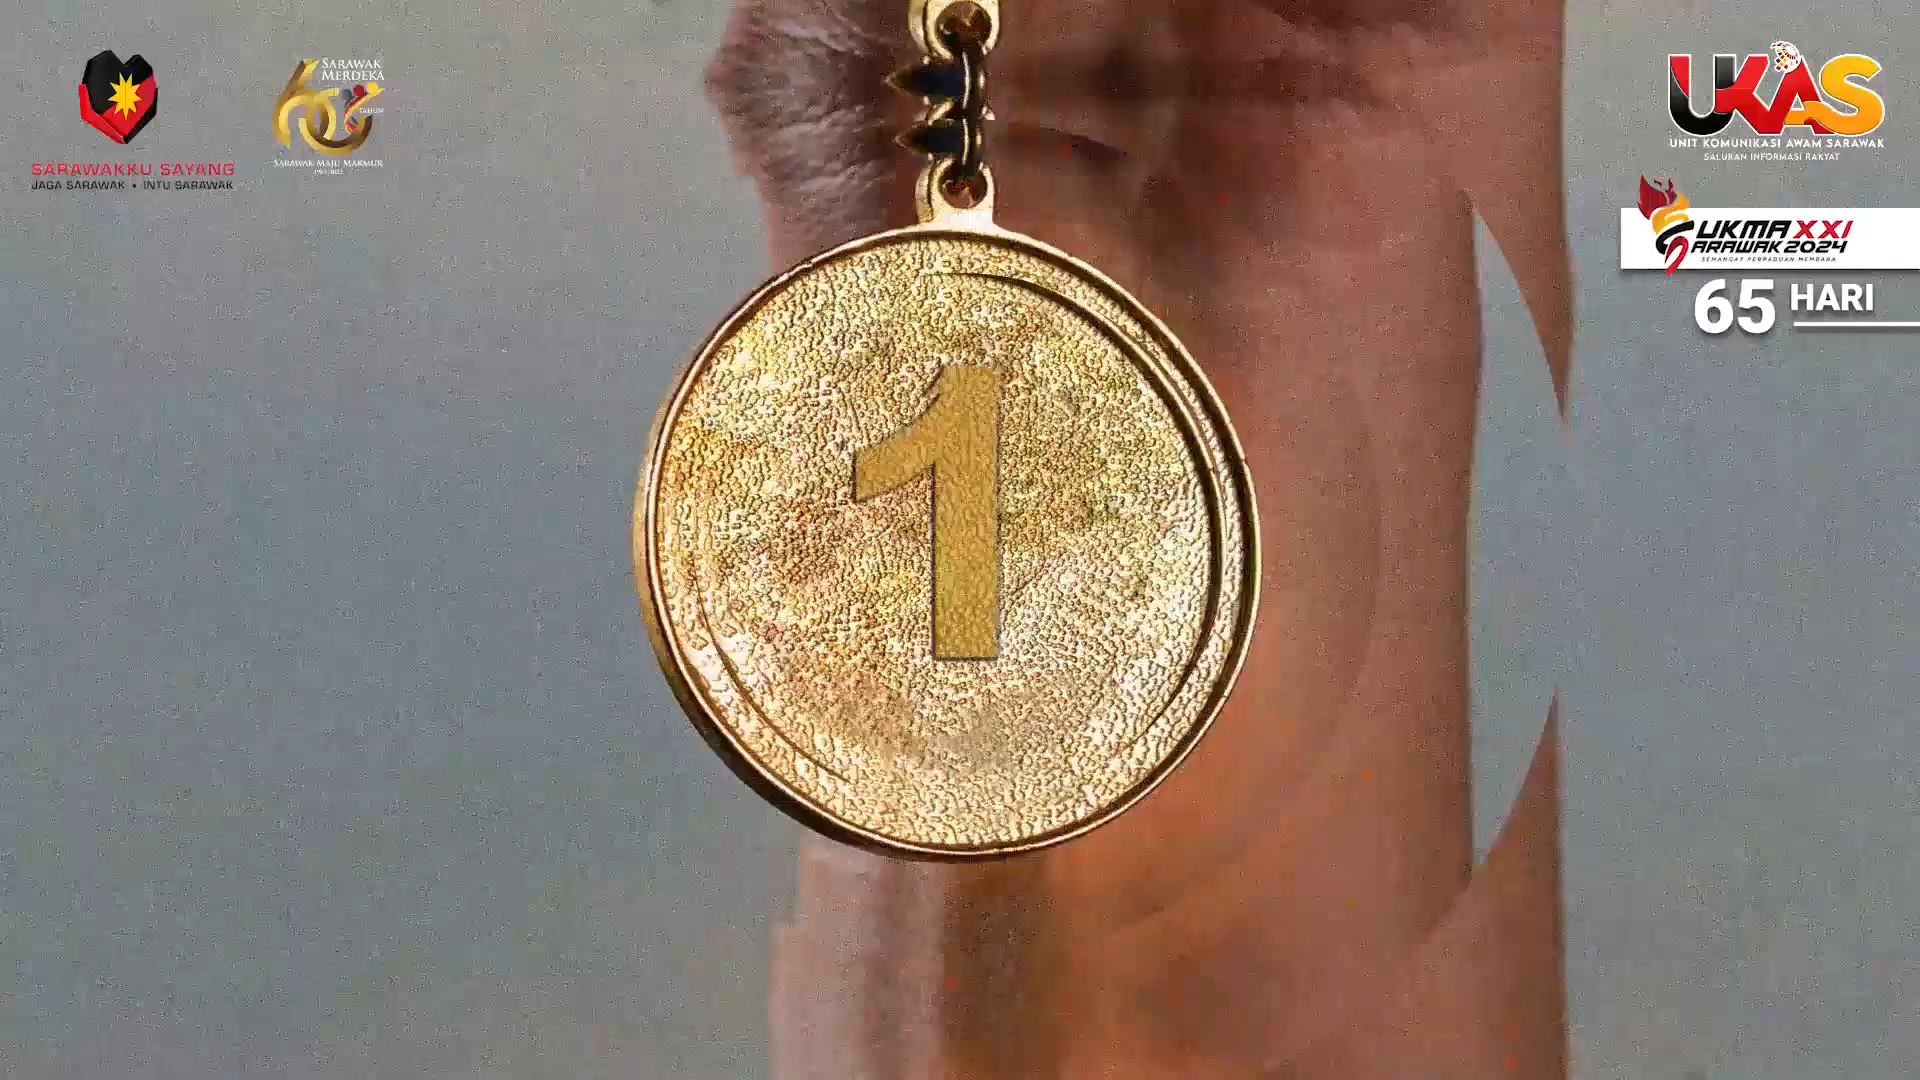 SARAWAKKU SAYANG
JAGA SARAWAK • INTU SARAWAK
60
SARAWAK
MERDEKA
TAHUN
SARAWAK MAJU MAKMUR
UKAS
UNIT KOMUNIKASI AWAM SARAWAK
SALURAN INFORMASI RAKYAT
SUKMA XXI
SARAWAK 2024
SEMANGAT PERPADUAN MEMBARA
65 HARI
1